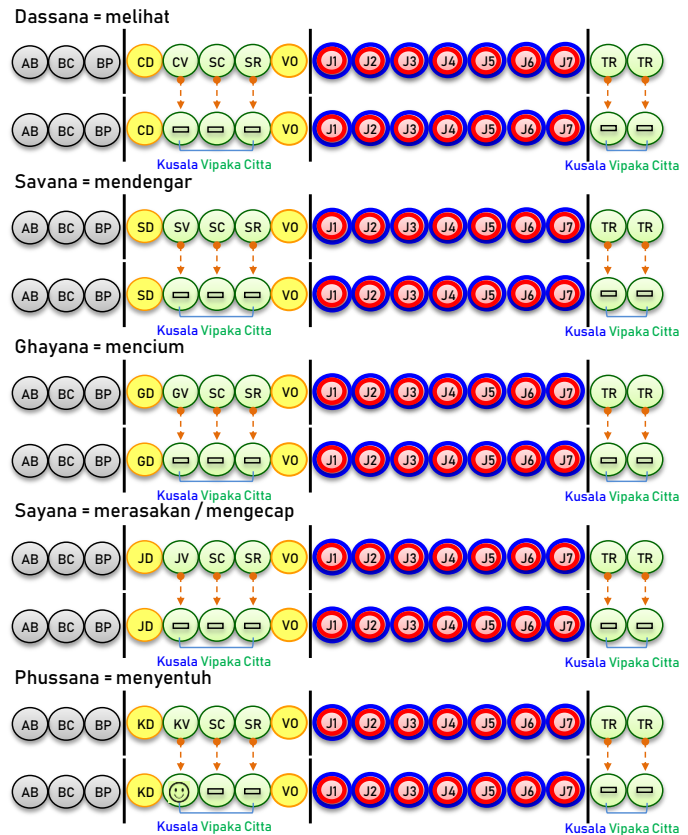 Dassana = melihat
AB BC BP CD CV SC SR VO J1 J2 J3 J4 J5 J6 J7 TR TR
AB BC BP CD VO J1 J2 J3 J4 J5 J6 J7
Kusala Vipaka Citta Kusala Vipaka Citta
Savana = mendengar
AB BC BP SD SV SC SR VO J1 J2 J3 J4 J5 J6 J7 TR TR
AB BC BP SD VO J1 J2 J3 J4 J5 J6 J7
Kusala Vipaka Citta Kusala Vipaka Citta
Ghayana = mencium
AB BC BP GD GV SC SR VO J1 J2 J3 J4 J5 J6 J7 TR TR
AB BC BP GD VO J1 J2 J3 J4 J5 J6 J7
Kusala Vipaka Citta Kusala Vipaka Citta
Sayana = merasakan / mengecap
AB BC BP JD JV SC SR VO J1 J2 J3 J4 J5 J6 J7 TR TR
AB BC BP JD VO J1 J2 J3 J4 J5 J6 J7
Kusala Vipaka Citta Kusala Vipaka Citta
Phussana = menyentuh
AB BC BP KD KV SC SR VO J1 J2 J3 J4 J5 J6 J7 TR TR
AB BC BP KD VO J1 J2 J3 J4 J5 J6 J7
Kusala Vipaka Citta Kusala Vipaka Citta